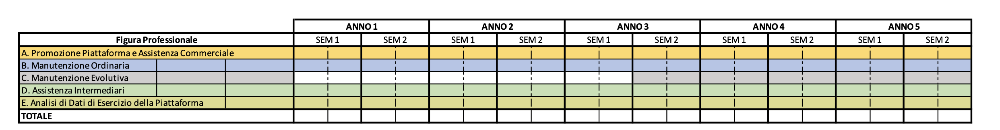 ANNO 1 ANNO 2 ANNO 3 ANNO 4 ANNO 5
Figura Professionale SEM 1 SEM 2 SEM 1 SEM 2 SEM 1 SEM 2 SEM 1 SEM 2 SEM 1 SEM 2
A. Promozione Piattaforma e Assistenza Commerciale
B. Manutenzione Ordinaria
C. Manutenzione Evolutiva
D. Assistenza Intermediari
E. Analisi di Dati di Esercizio della Piattaforma
TOTALE